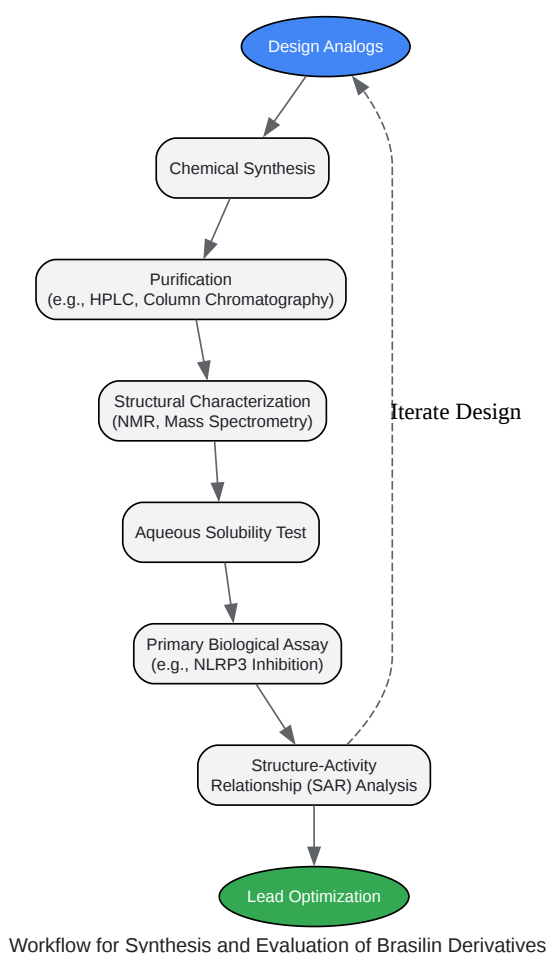 Design Analogs
Chemical Synthesis
Purification
(e.g., HPLC, Column Chromatography)
Structural Characterization
(NMR, Mass Spectrometry)
Iterate Design
Aqueous Solubility Test
Primary Biological Assay
(e.g., NLRP3 Inhibition)
Structure-Activity
Relationship (SAR) Analysis
Lead Optimization
Workflow for Synthesis and Evaluation of Brasilin Derivatives